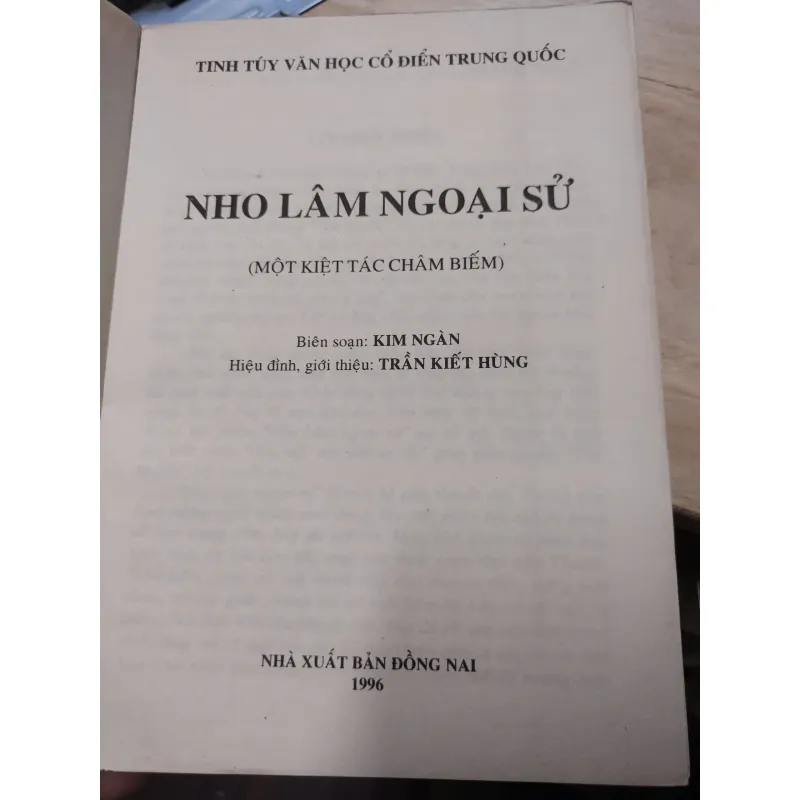 TINH TÚY VĂN HỌC CỔ ĐIỂN TRUNG QUỐC
NHO LÂM NGOẠI SỬ
(MỘT KIỆT TÁC CHÂM BIẾM)
Biên soạn: KIM NGÀN
Hiệu đỉnh, giới thiệu: TRẦN KIẾT HÙNG
NHÀ XUẤT BẢN ĐỒNG NAI
1996